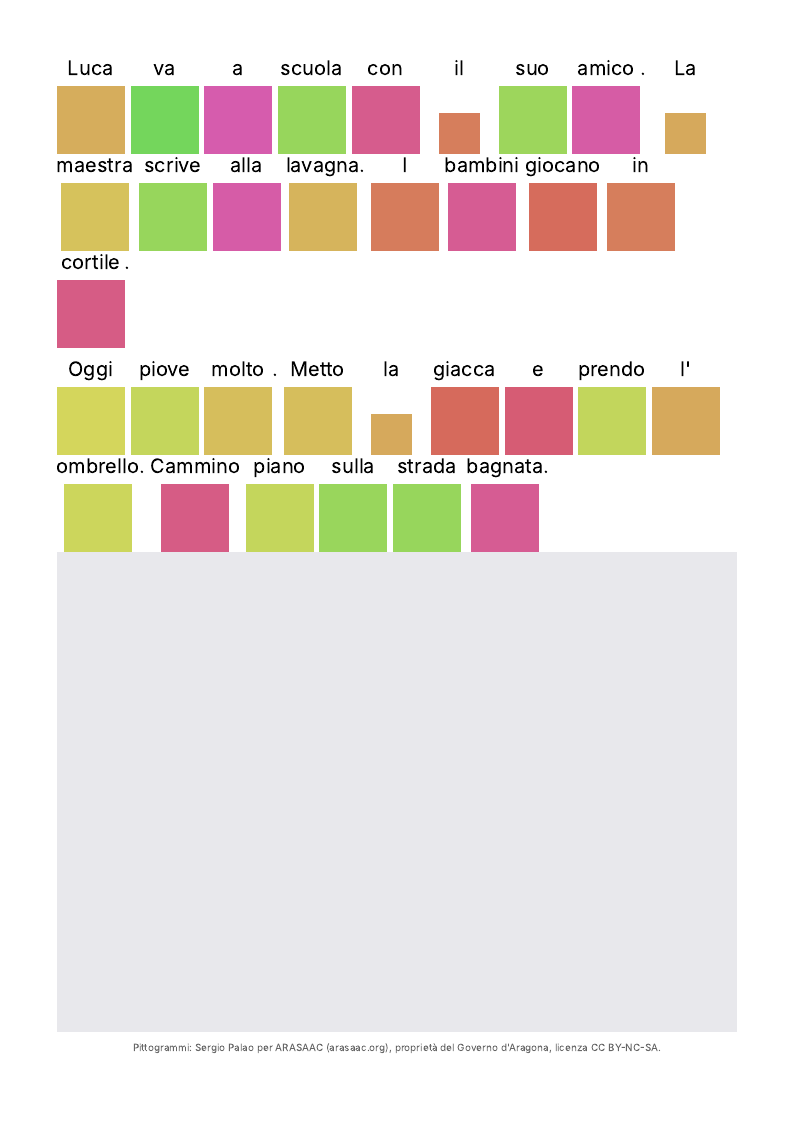 Luca va a scuola con il suo amico . La
maestra scrive alla lavagna. I bambini giocano in
cortile .
Oggi piove molto . Metto la giacca e prendo l'
ombrello. Cammino piano sulla strada bagnata.
Pittogrammi: Sergio Palao per ARASAAC (arasaac.org), proprietà del Governo d'Aragona, licenza CC BY-NC-SA.